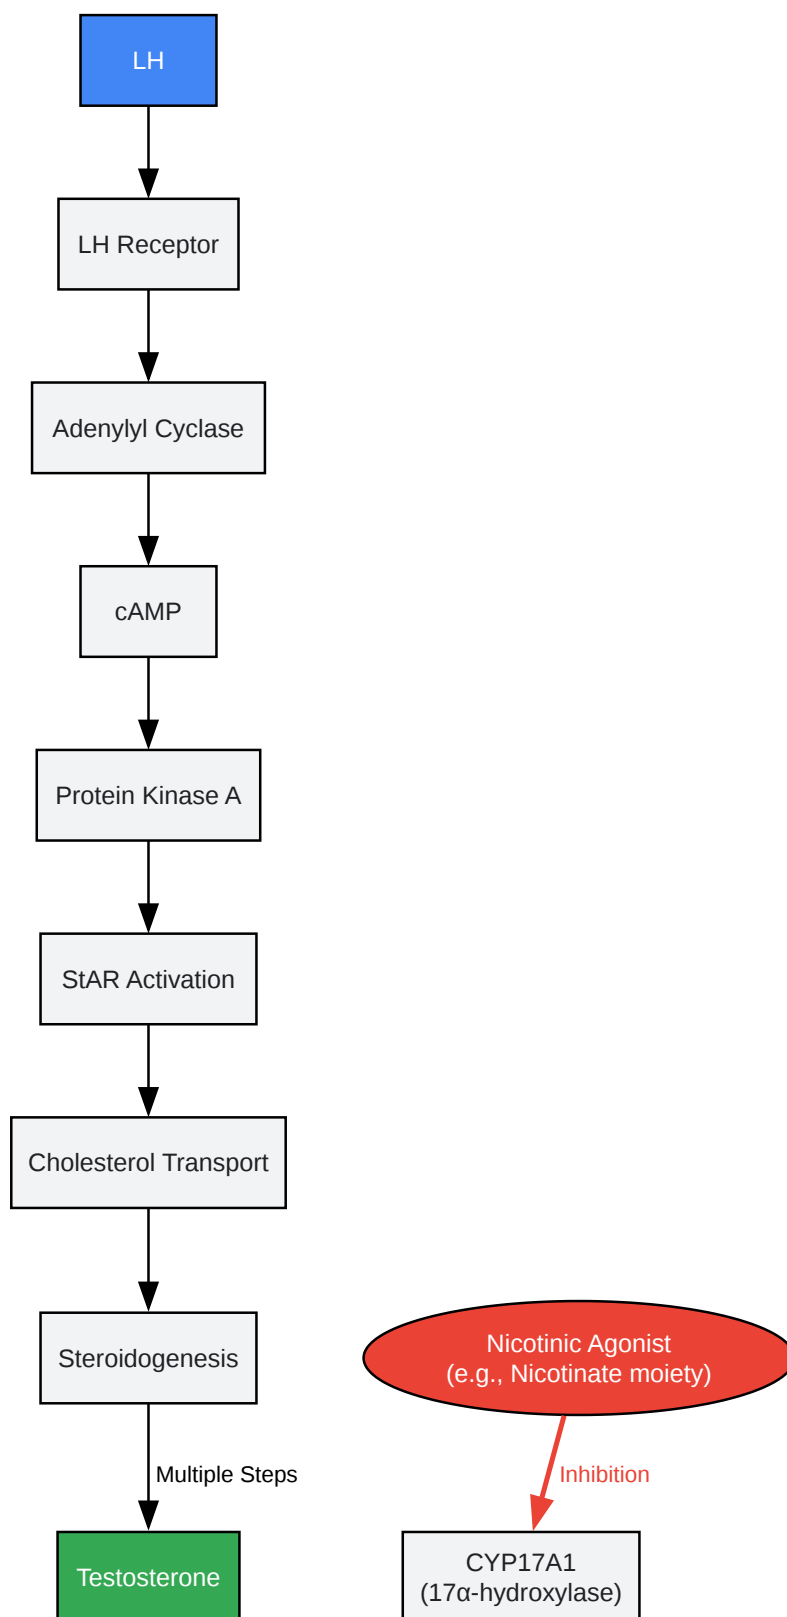 LH
LH Receptor
Adenylyl Cyclase
cAMP
Protein Kinase A
StAR Activation
Cholesterol Transport
Steroidogenesis
Nicotinic Agonist
(e.g., Nicotinate moiety)
Multiple Steps
Inhibition
Testosterone
CYP17A1
(17α-hydroxylase)